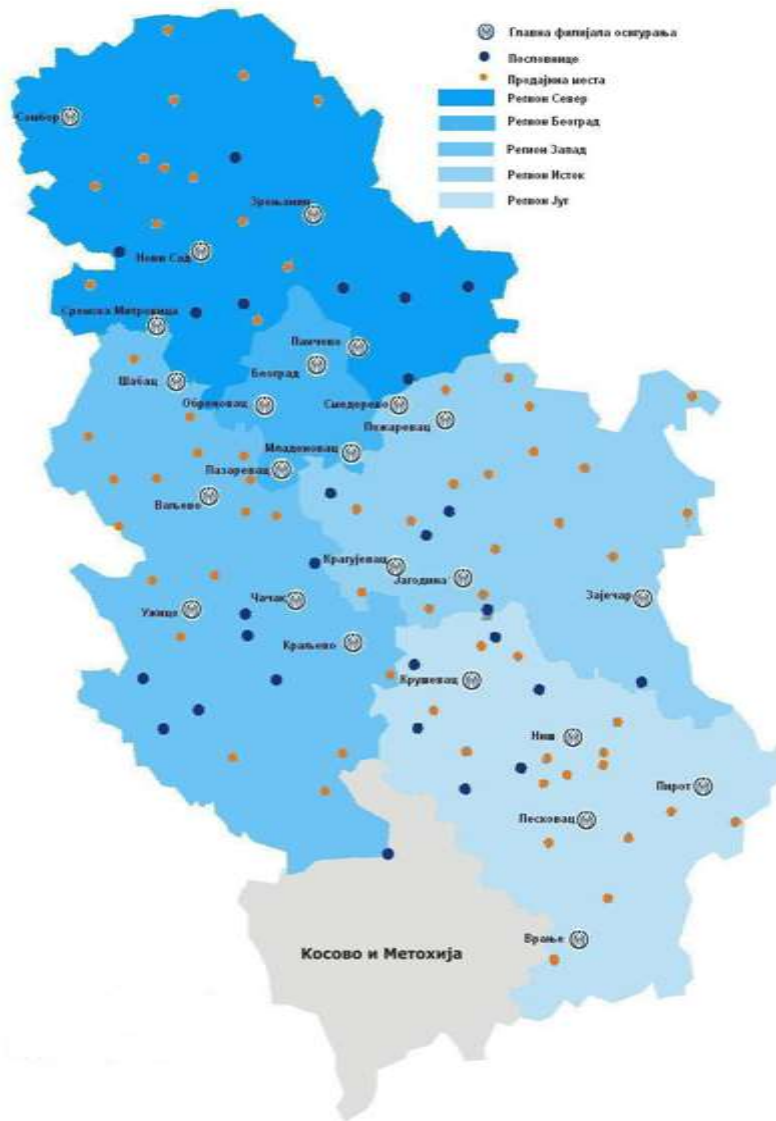 Главна филијала осигурања
Пословнице
Продајна места
Регион Север
Регион Београд
Регион Запад
Регион Исток
Регион Југ
Сомбор
Зрењанин
Нови Сад
Сремска Митровица
Панчево
Београд
Шабац
Обреновац
Смедерево
Пожаревац
Младеновац
Лазаревац
Ваљево
Крагујевац
Јагодина
Чачак
Зајечар
Ужице
Краљево
Крушевац
Ниш
Пирот
Лесковац
Врање
Косово и Метохија